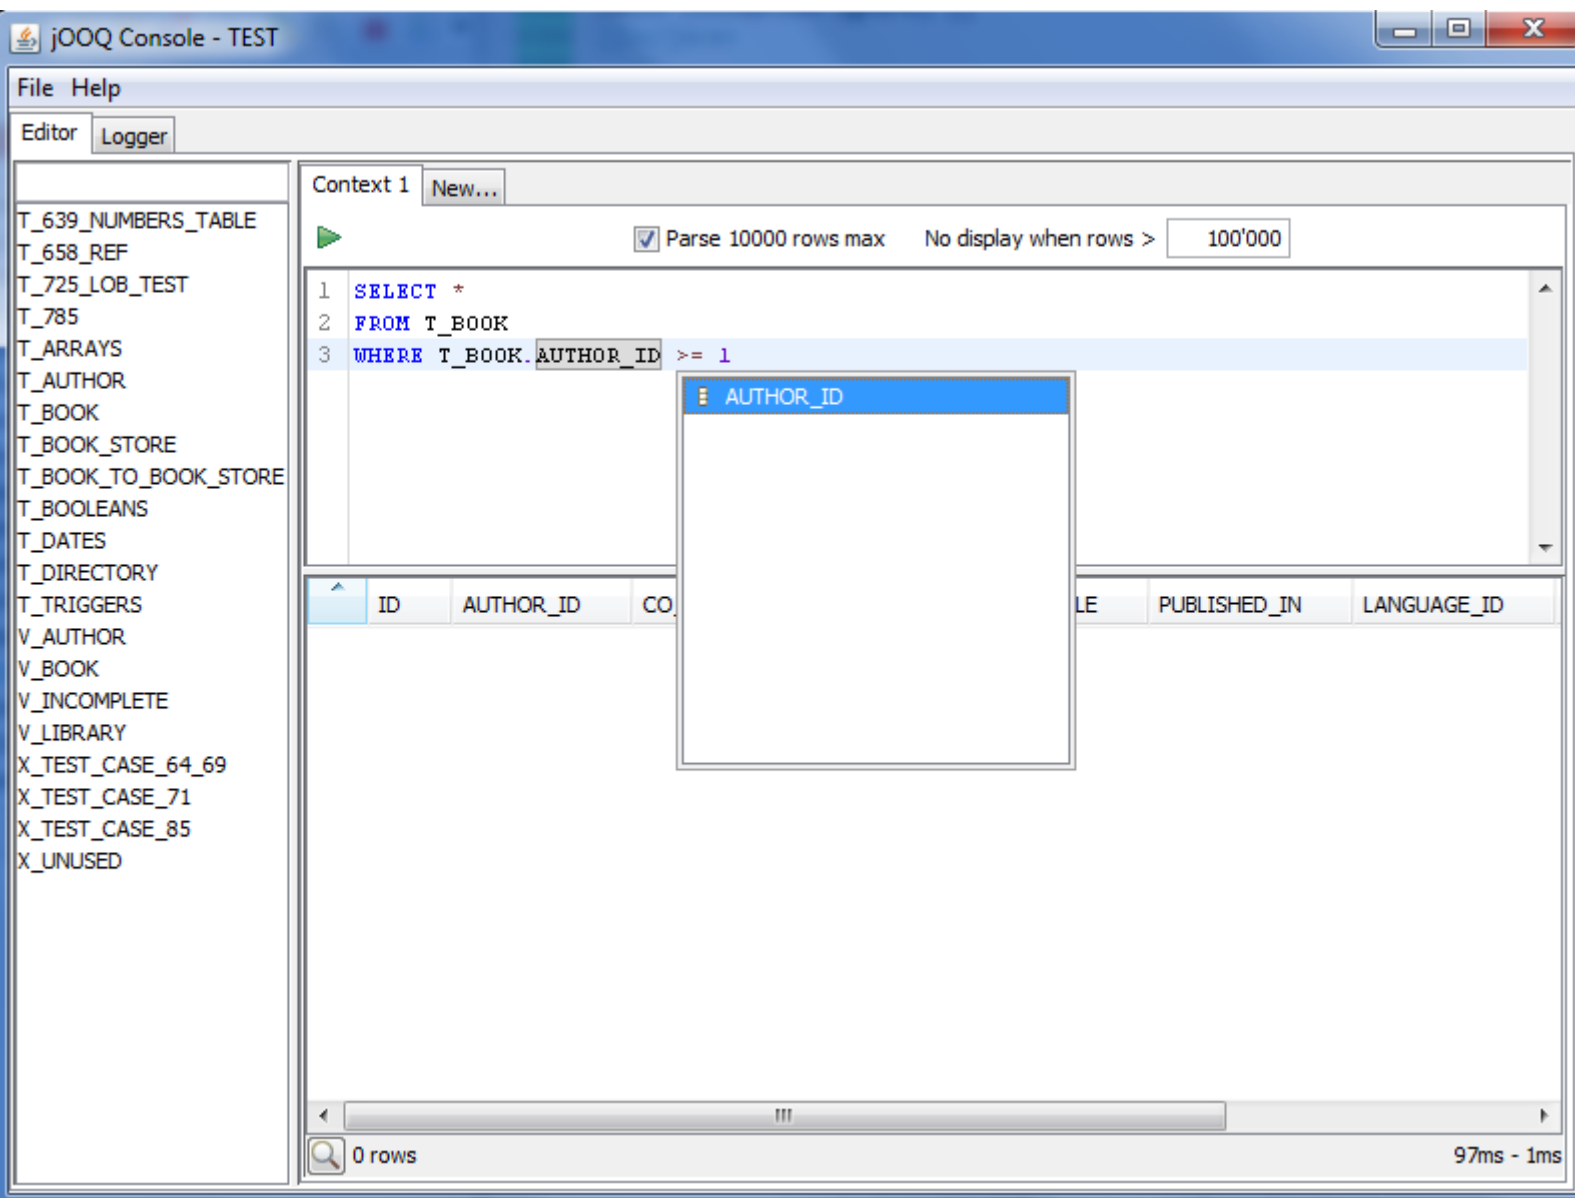 jOOQ Console - TEST
File Help
Editor Logger
T_639_NUMBERS_TABLE
T_658_REF
T_725_LOB_TEST
T_785
T_ARRAYS
T_AUTHOR
T_BOOK
T_BOOK_STORE
T_BOOK_TO_BOOK_STORE
T_BOOLEANS
T_DATES
T_DIRECTORY
T_TRIGGERS
V_AUTHOR
V_BOOK
V_INCOMPLETE
V_LIBRARY
X_TEST_CASE_64_69
X_TEST_CASE_71
X_TEST_CASE_85
X_UNUSED
Context 1 New...
Parse 10000 rows max No display when rows > 100'000
1 SELECT *
2 FROM T_BOOK
3 WHERE T_BOOK.AUTHOR_ID >= 1
AUTHOR_ID
ID AUTHOR_ID CO_ LE PUBLISHED_IN LANGUAGE_ID
0 rows 97ms - 1ms